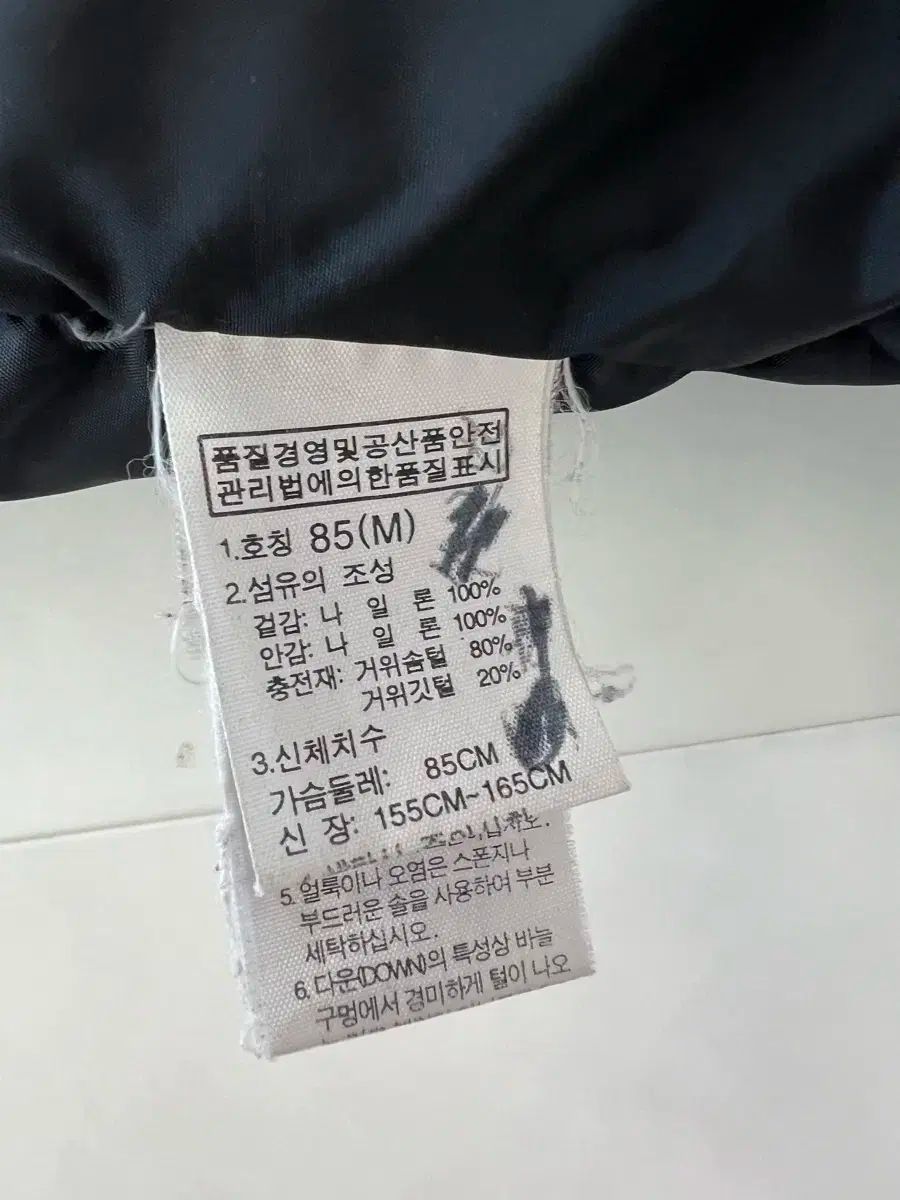 품질경영및공산품안전
관리법에의한품질표시
1.호칭 85(M)
2.섬유의 조성
겉감: 나 일 론 100%
안감: 나 일 론 100%
충전재: 거위솜털 80%
거위깃털 20%
3.신체치수
가슴둘레: 85CM
신 장: 155CM~165CM
5. 얼룩이나 오염은 스폰지나
부드러운 솔을 사용하여 부분
세탁하십시오.
6. 다운(DOWN)의 특성상 바늘
구멍에서 경미하게 털이 나오